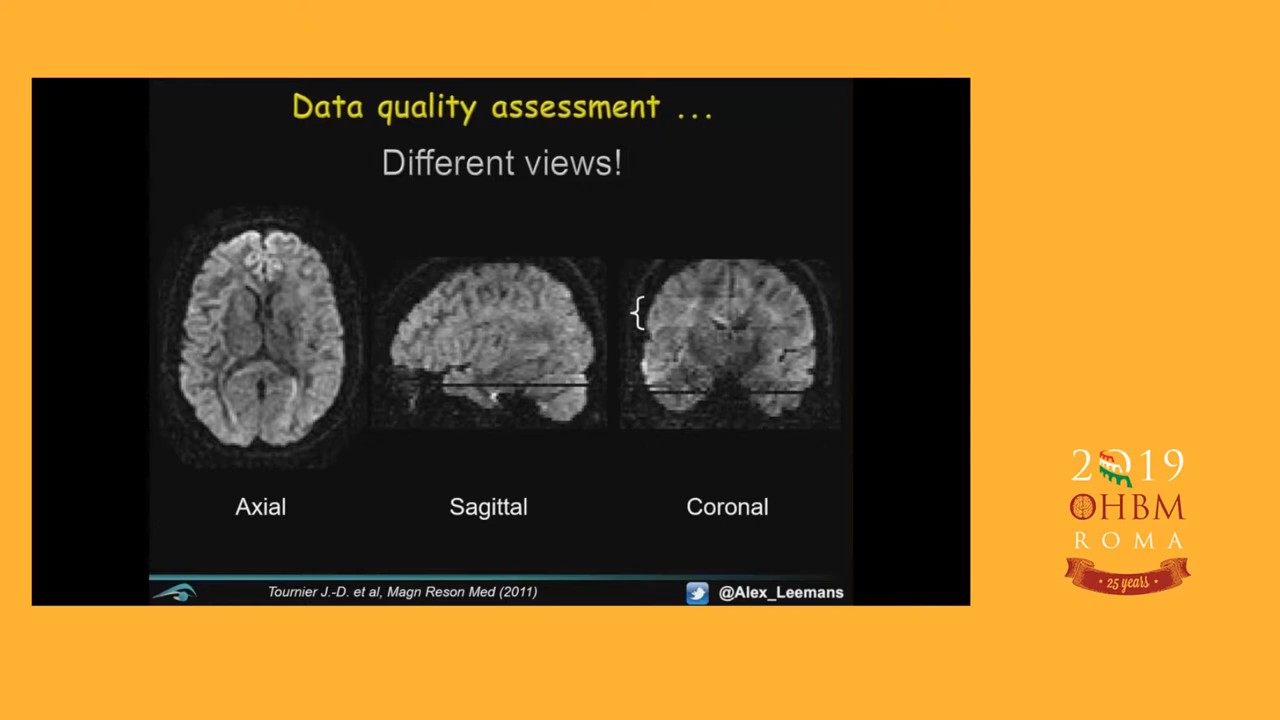 Data quality assessment ...
Different views!
{
Axial
Sagittal
Coronal
Tournier J.-D. et al, Magn Reson Med (2011)
@Alex_Leemans
2019
OHBM
ROMA
• 25 years •